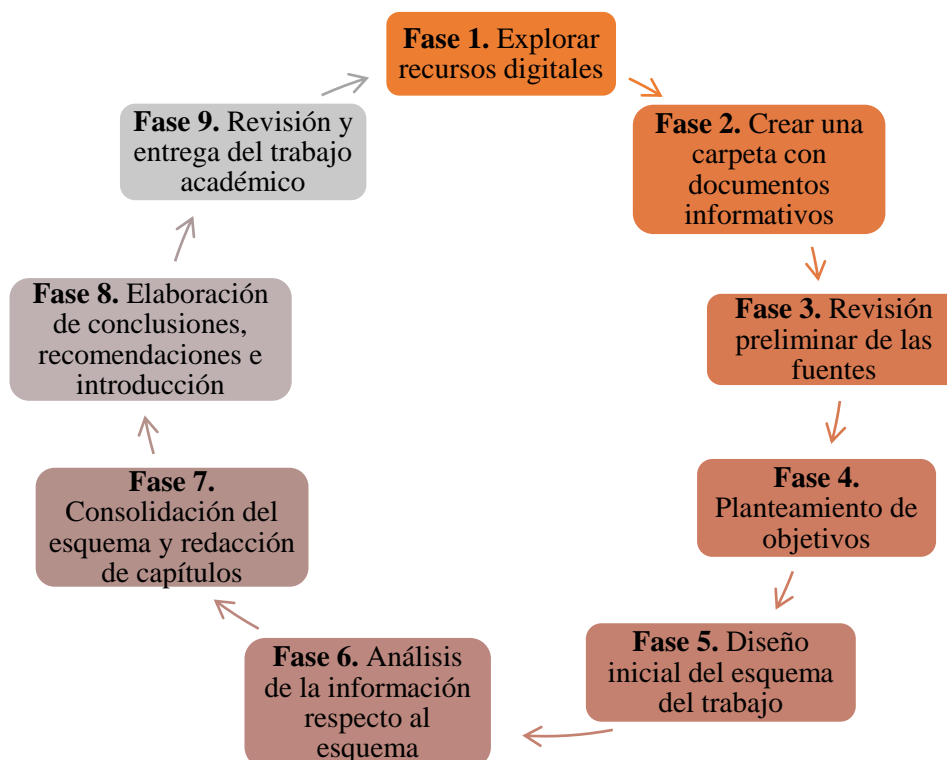 Fase 1. Explorar
recursos digitales
Fase 2. Crear una
carpeta con
documentos
informativos
Fase 3. Revisión
preliminar de las
fuentes
Fase 4.
Planteamiento de
objetivos
Fase 5. Diseño
inicial del esquema
del trabajo
Fase 6. Análisis
de la información
respecto al
esquema
Fase 7.
Consolidación del
esquema y redacción
de capítulos
Fase 8. Elaboración
de conclusiones,
recomendaciones e
introducción
Fase 9. Revisión y
entrega del trabajo
académico